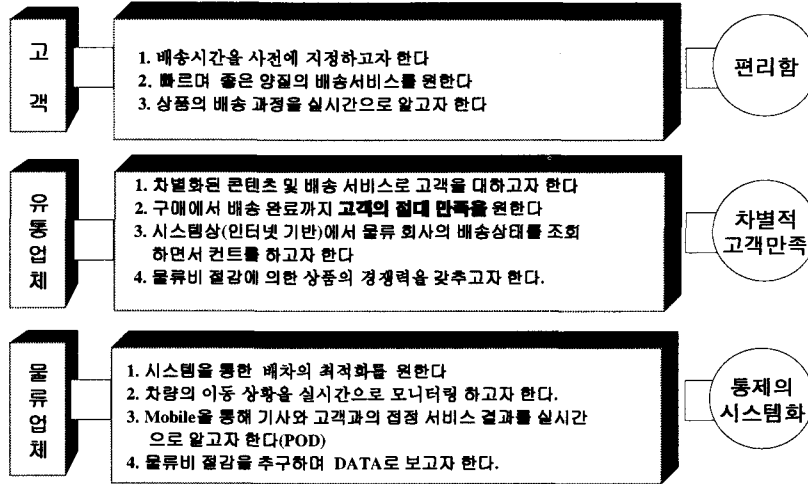 고
객
1. 배송시간을 사전에 지정하고자 한다
2. 빠르며 좋은 양질의 배송서비스를 원한다
3. 상품의 배송 과정을 실시간으로 알고자 한다
편리함
유
통
업
체
1. 차별화된 콘텐츠 및 배송 서비스로 고객을 대하고자 한다
2. 구매에서 배송 완료까지 고객의 절대 만족을 원한다
3. 시스템상(인터넷 기반)에서 물류 회사의 배송상태를 조회
하면서 컨트롤 하고자 한다
4. 물류비 절감에 의한 상품의 경쟁력을 갖추고자 한다.
차별적
고객만족
물
류
업
체
1. 시스템을 통한 배차의 최적화를 원한다
2. 차량의 이동 상황을 실시간으로 모니터링 하고자 한다.
3. Mobile을 통해 기사와 고객과의 접점 서비스 결과를 실시간
으로 알고자 한다(POD)
4. 물류비 절감을 추구하며 DATA로 보고자 한다.
통제의
시스템화